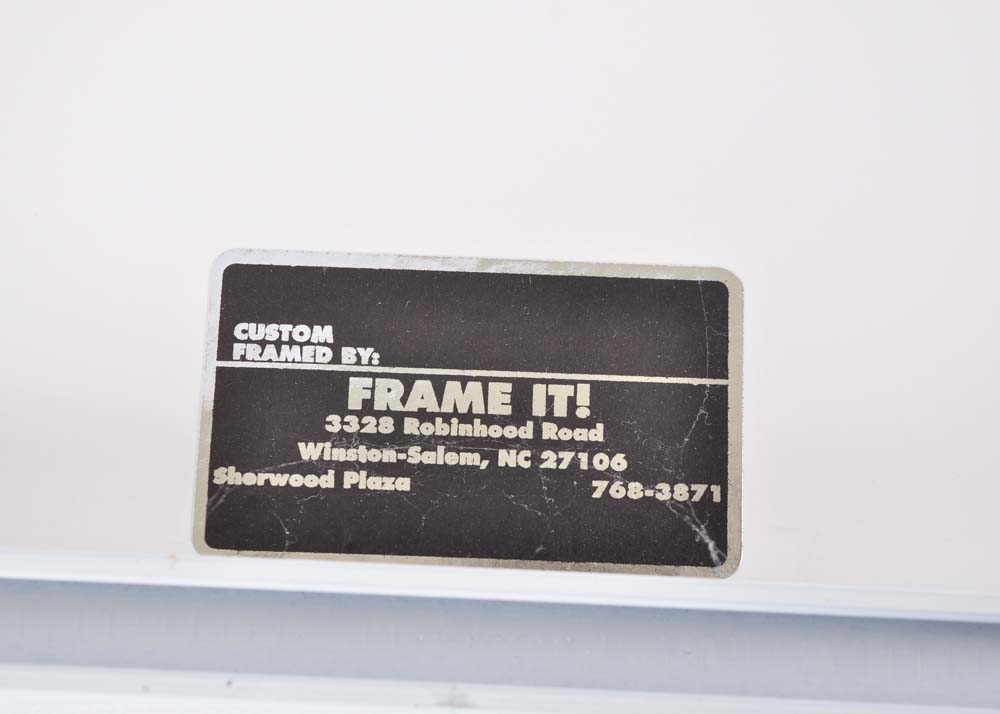 CUSTOM
FRAMED BY:
FRAME IT!
3328 Robinhood Road
Winston-Salem, NC 27106
Sherwood Plaza 768-3871